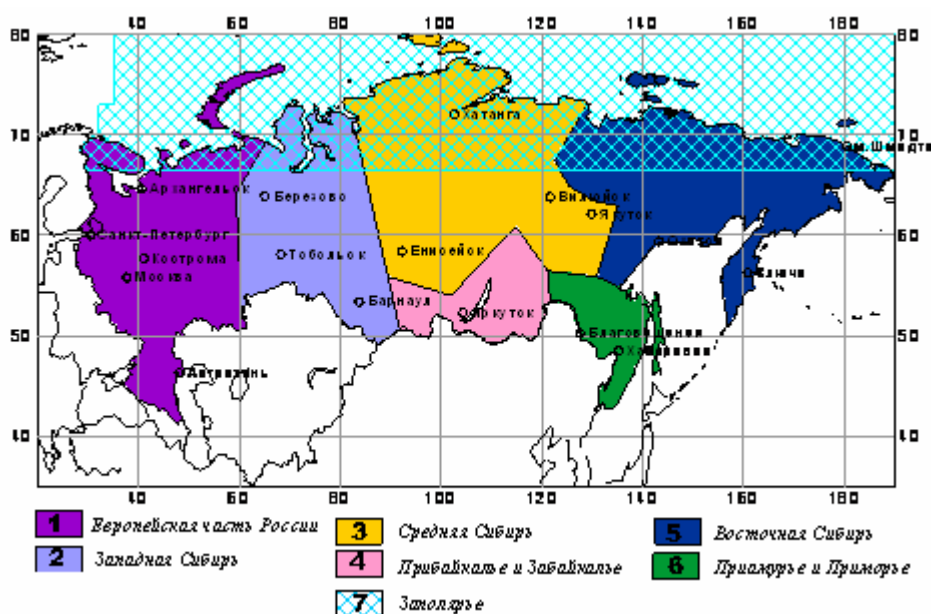 40 60 80 100 120 140 160 180
80 80
70 70
60 60
50 50
40 40
Хатанга
м.Шмидта
Архангельск
Березово
Вилюйск
Якутск
Санкт-Петербург
Енисейск
Кострома
Тобольск
Москва
Ключи
Барнаул
Иркутск
Астрахань
40 60 80 100 120 140 160 180
1 Европейская часть России
2 Западная Сибирь
3 Средняя Сибирь
4 Прибайкалье и Забайкалье
5 Восточная Сибирь
6 Приамурье и Приморье
7 Заполярье